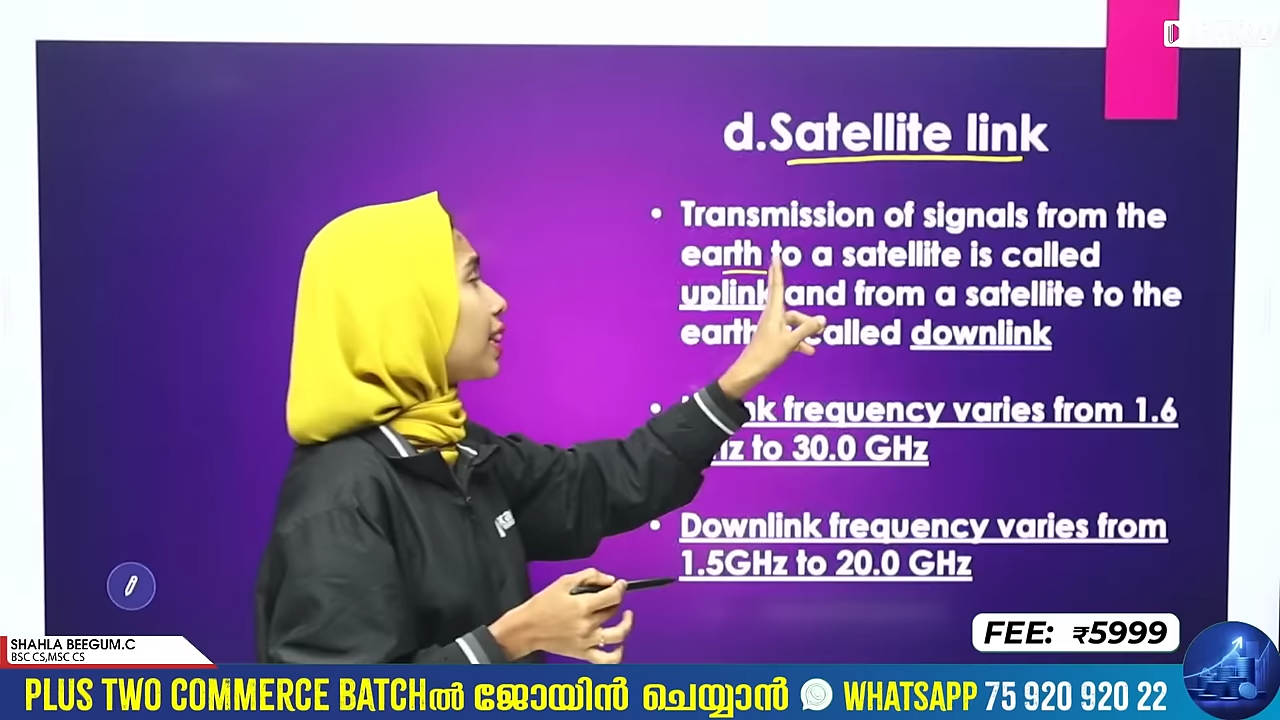 d.Satellite link
• Transmission of signals from the
earth to a satellite is called
uplink and from a satellite to the
earth called downlink
• frequency varies from 1.6
to 30.0 GHz
• Downlink frequency varies from
1.5GHz to 20.0 GHz
FEE: ₹5999
SHAHLA BEEGUM.C
BSC CS,MSC CS
PLUS TWO COMMERCE BATCHൽ ജോയിൻ ചെയ്യാൻ WHATSAPP 75 920 920 22